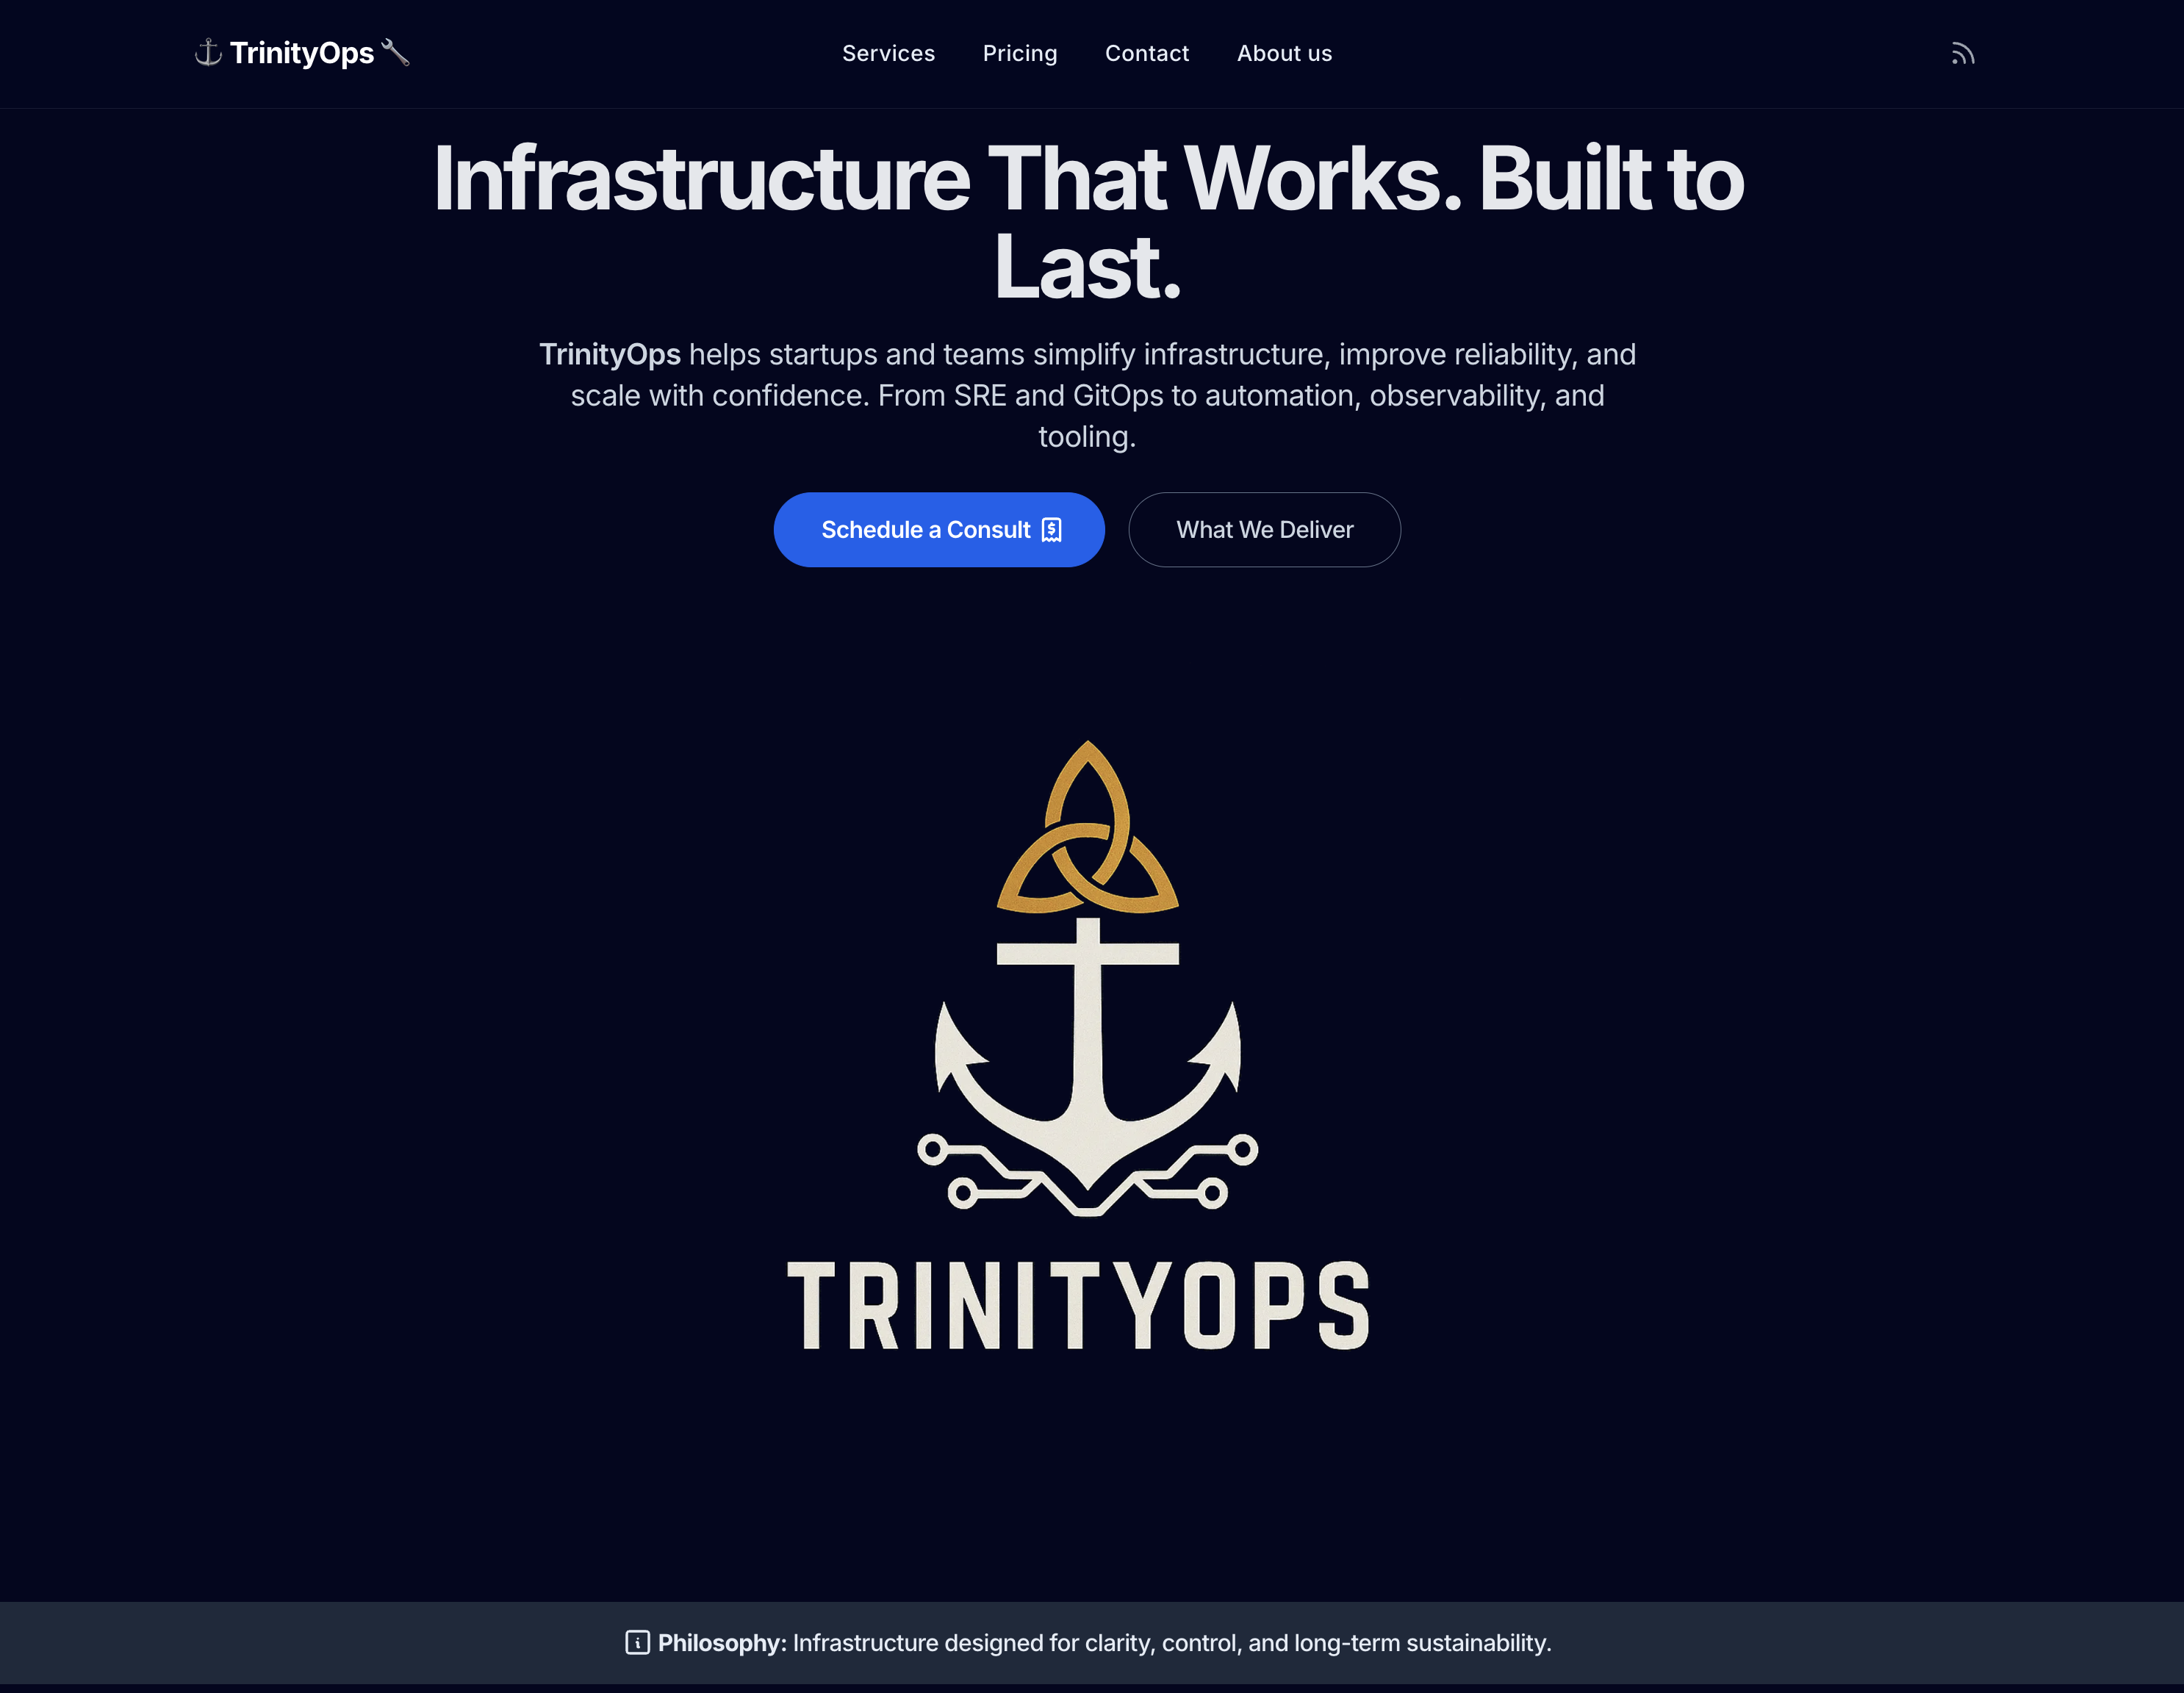 TrinityOps
Services
Pricing
Contact
About us
Infrastructure That Works. Built to
Last.
TrinityOps helps startups and teams simplify infrastructure, improve reliability, and
scale with confidence. From SRE and GitOps to automation, observability, and
tooling.
Schedule a Consult
What We Deliver
TRINITYOPS
Philosophy: Infrastructure designed for clarity, control, and long-term sustainability.